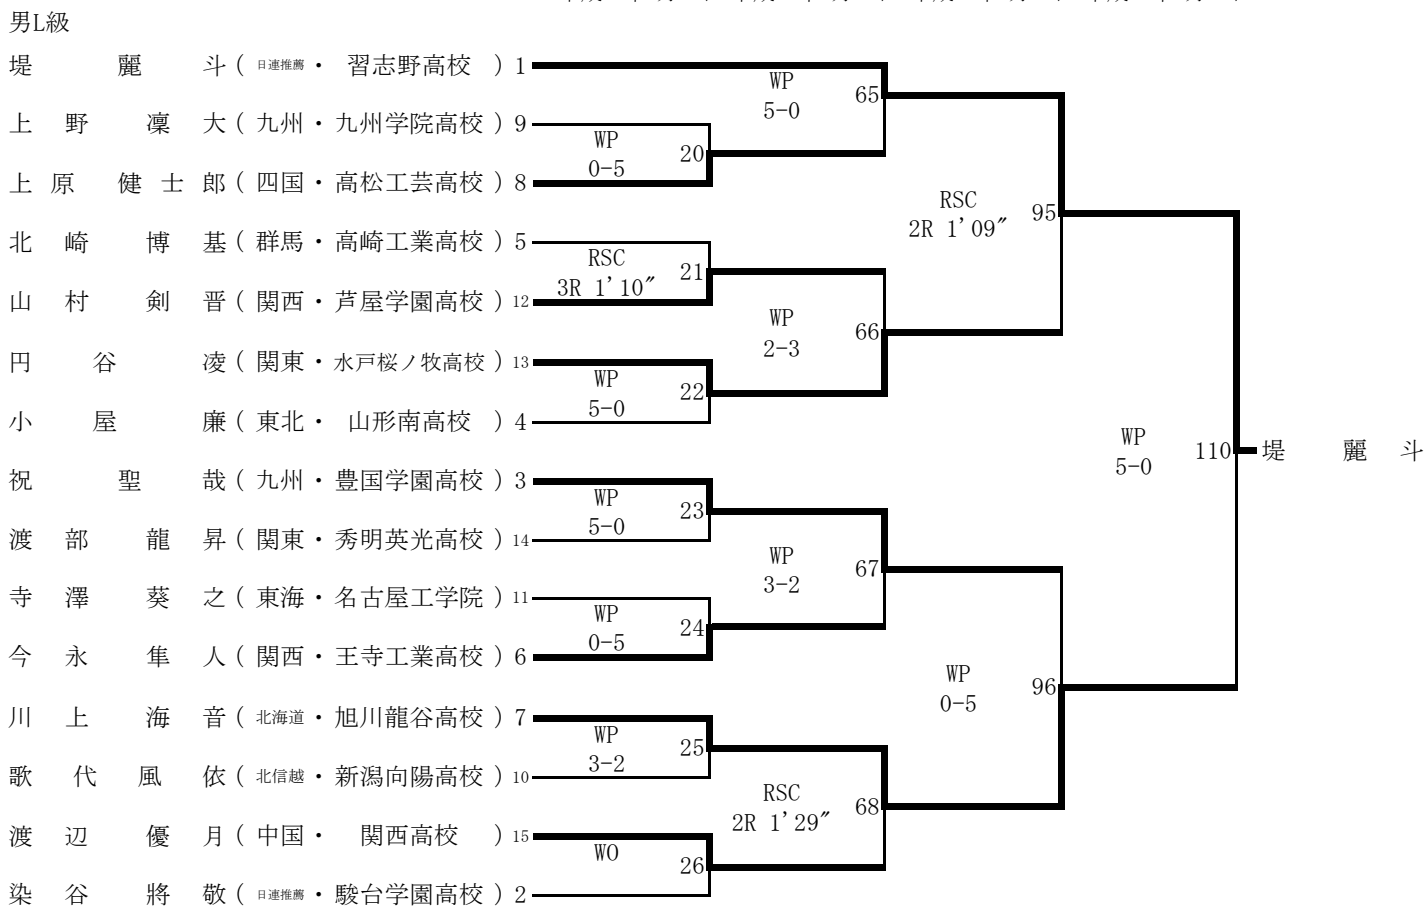 男L級
堤 麗 斗 ( 日連推薦 ・ 習志野高校 ) 1
WP
5-0
65
上 野 凜 大 ( 九州 ・ 九州学院高校 ) 9
WP
0-5
20
上 原 健 士 郎 ( 四国 ・ 高松工芸高校 ) 8
RSC
2R 1'09″
95
北 崎 博 基 ( 群馬 ・ 高崎工業高校 ) 5
RSC
3R 1'10″
21
山 村 剣 晋 ( 関西 ・ 芦屋学園高校 ) 12
WP
2-3
66
円 谷 凌 ( 関東 ・ 水戸桜ノ牧高校 ) 13
WP
5-0
22
小 屋 廉 ( 東北 ・ 山形南高校 ) 4
WP
5-0
110
堤 麗 斗
祝 聖 哉 ( 九州 ・ 豊国学園高校 ) 3
WP
5-0
23
渡 部 龍 昇 ( 関東 ・ 秀明英光高校 ) 14
WP
3-2
67
寺 澤 葵 之 ( 東海 ・ 名古屋工学院 ) 11
WP
0-5
24
今 永 隼 人 ( 関西 ・ 王寺工業高校 ) 6
WP
0-5
96
川 上 海 音 ( 北海道 ・ 旭川龍谷高校 ) 7
WP
3-2
25
歌 代 風 依 ( 北信越 ・ 新潟向陽高校 ) 10
RSC
2R 1'29″
68
渡 辺 優 月 ( 中国 ・ 関西高校 ) 15
WO
26
染 谷 將 敬 ( 日連推薦 ・ 駿台学園高校 ) 2